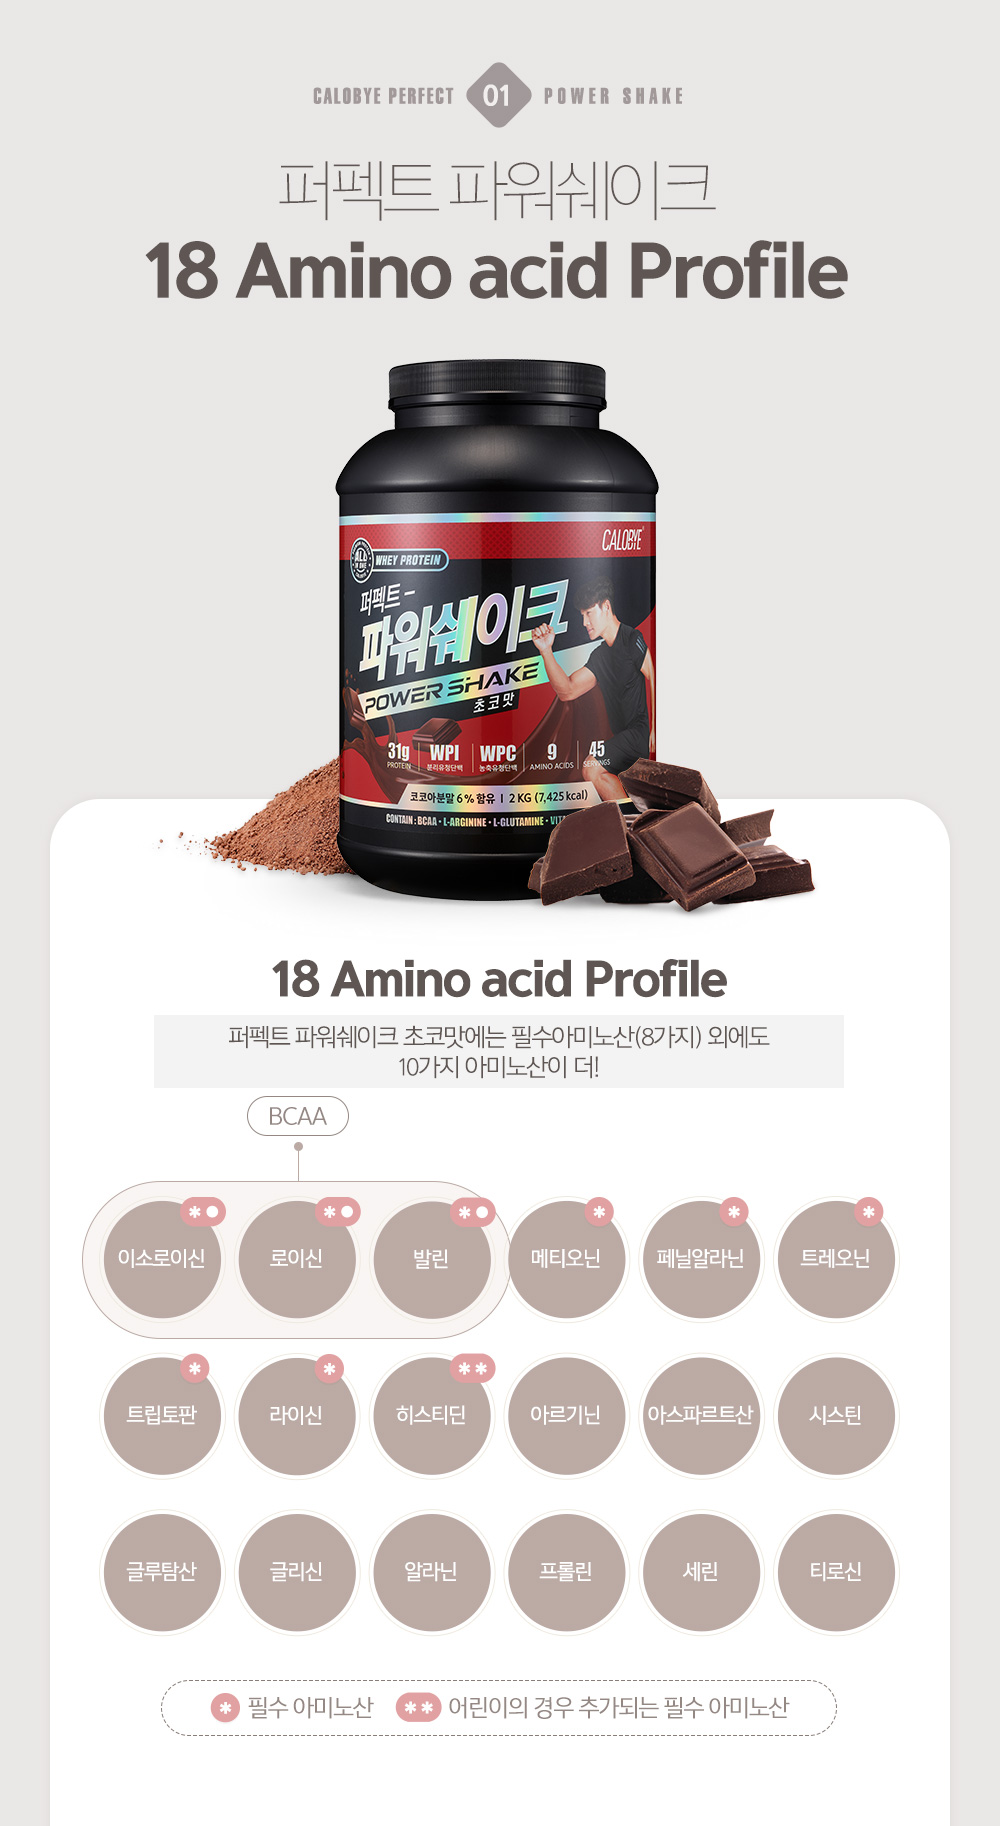 CALOBYE PERFECT 01 POWER SHAKE
퍼펙트 파워쉐이크
18 Amino acid Profile
CALOBYE
ALL IN ONE
WHEY PROTEIN
퍼펙트
파워쉐이크
POWER SHAKE
초코맛
31g WPI WPC 9 45
PROTEIN 분리유청단백 농축유청단백 AMINO ACIDS SERVINGS
코코아분말 6% 함유 | 2 KG (7,425 kcal)
CONTAIN : BCAA • L-ARGININE • L-GLUTAMINE • VIT
18 Amino acid Profile
퍼펙트 파워쉐이크 초코맛에는 필수아미노산(8가지) 외에도
10가지 아미노산이 더!
BCAA
이소로이신 로이신 발린 메티오닌 페닐알라닌 트레오닌
트립토판 라이신 히스티딘 아르기닌 아스파르트산 시스틴
글루탐산 글리신 알라닌 프롤린 세린 티로신
* 필수 아미노산 ** 어린이의 경우 추가되는 필수 아미노산